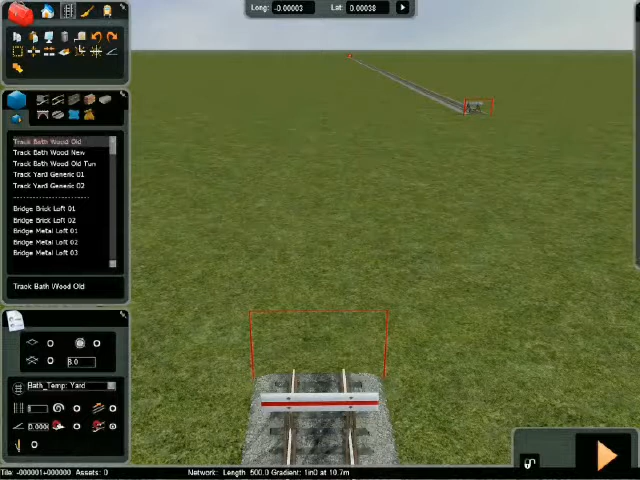 Long: -0.00003 Lat: 0.00038
Track Bath Wood Old
Track Bath Wood New
Track Bath Wood Old Tun
Track Yard Generic 01
Track Yard Generic 02
--------------------
Bridge Brick Loft 01
Bridge Brick Loft 02
Bridge Metal Loft 01
Bridge Metal Loft 02
Bridge Metal Loft 03
Track Bath Wood Old
Bath_Temp: Yard
Tile: -000001+000000 Assets: 0 Network: Length 500.0 Gradient: 1in0 at 10.7m